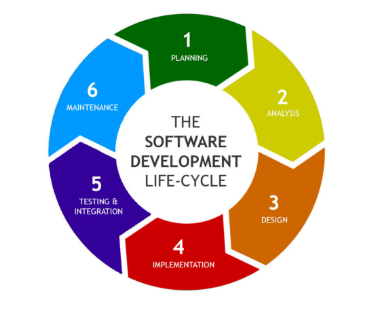 1
PLANNING
2
ANALYSIS
3
DESIGN
4
IMPLEMENTATION
5
TESTING &
INTEGRATION
6
MAINTENANCE
THE
SOFTWARE
DEVELOPMENT
LIFE-CYCLE